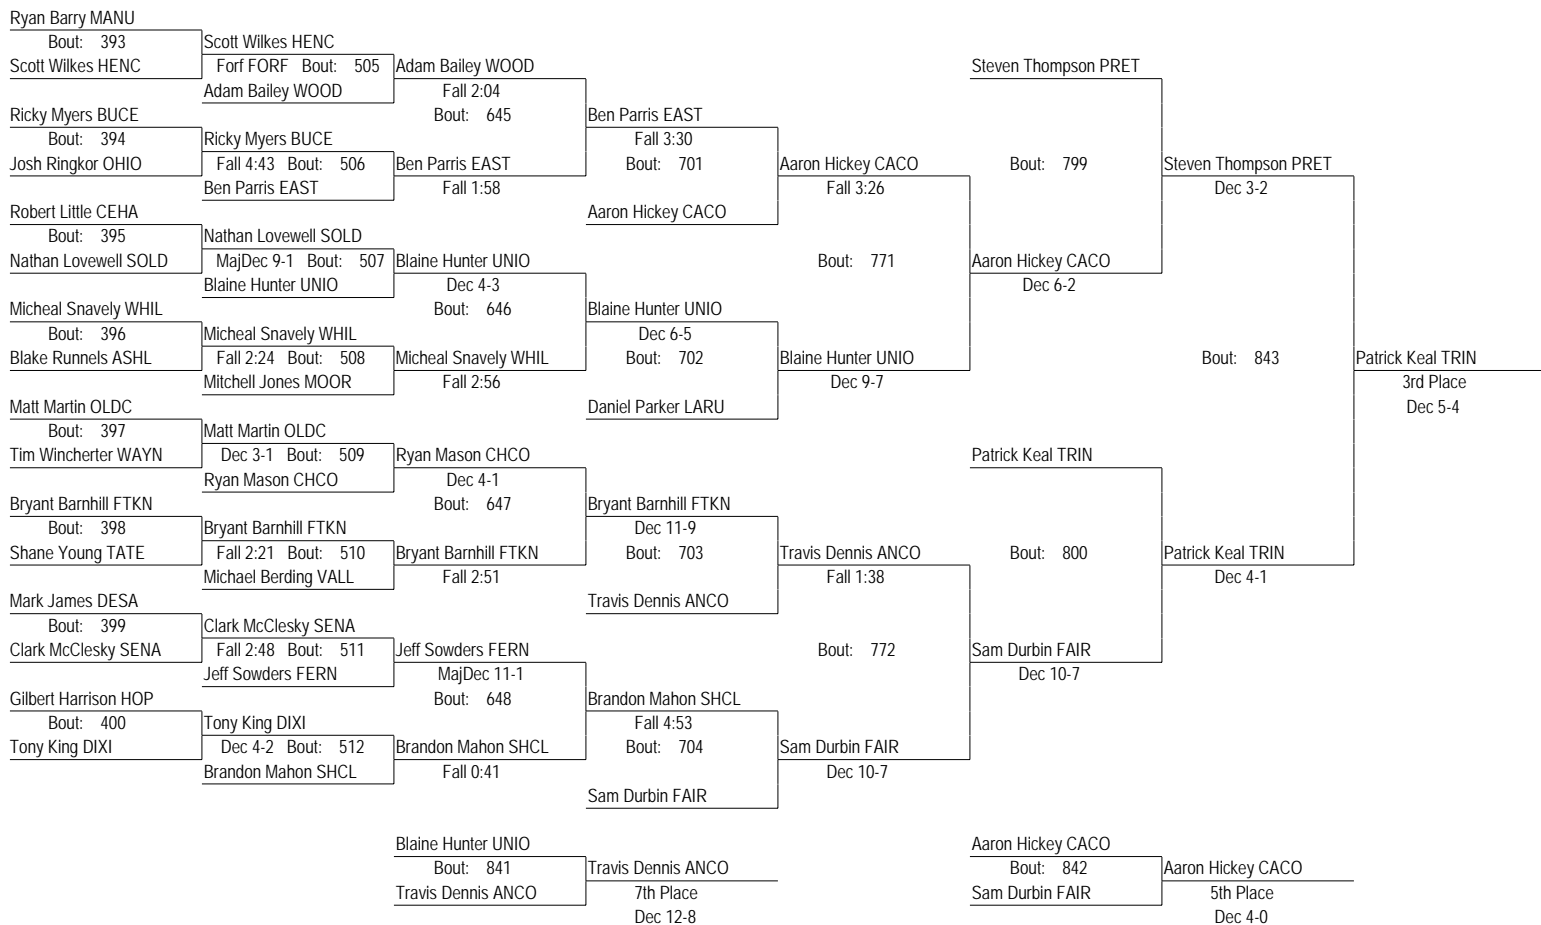 Ryan Barry MANU
Bout: 393
Scott Wilkes HENC
Scott Wilkes HENC
Forf FORF Bout: 505
Adam Bailey WOOD
Adam Bailey WOOD
Fall 2:04
Bout: 645
Ricky Myers BUCE
Bout: 394
Josh Ringkor OHIO
Ricky Myers BUCE
Fall 4:43 Bout: 506
Ben Parris EAST
Ben Parris EAST
Fall 1:58
Ben Parris EAST
Fall 3:30
Bout: 701
Aaron Hickey CACO
Aaron Hickey CACO
Fall 3:26
Bout: 771
Robert Little CEHA
Bout: 395
Nathan Lovewell SOLD
Nathan Lovewell SOLD
MajDec 9-1 Bout: 507
Blaine Hunter UNIO
Blaine Hunter UNIO
Dec 4-3
Bout: 646
Micheal Snavely WHIL
Bout: 396
Blake Runnels ASHL
Micheal Snavely WHIL
Fall 2:24 Bout: 508
Mitchell Jones MOOR
Micheal Snavely WHIL
Fall 2:56
Blaine Hunter UNIO
Dec 6-5
Bout: 702
Daniel Parker LARU
Blaine Hunter UNIO
Dec 9-7
Steven Thompson PRET
Bout: 799
Aaron Hickey CACO
Dec 6-2
Steven Thompson PRET
Dec 3-2
Bout: 843
Patrick Keal TRIN
3rd Place
Dec 5-4
Matt Martin OLDC
Bout: 397
Tim Wincherter WAYN
Matt Martin OLDC
Dec 3-1 Bout: 509
Ryan Mason CHCO
Ryan Mason CHCO
Dec 4-1
Bout: 647
Bryant Barnhill FTKN
Bout: 398
Shane Young TATE
Bryant Barnhill FTKN
Fall 2:21 Bout: 510
Michael Berding VALL
Bryant Barnhill FTKN
Fall 2:51
Bryant Barnhill FTKN
Dec 11-9
Bout: 703
Travis Dennis ANCO
Travis Dennis ANCO
Fall 1:38
Bout: 772
Mark James DESA
Bout: 399
Clark McClesky SENA
Clark McClesky SENA
Fall 2:48 Bout: 511
Jeff Sowders FERN
Jeff Sowders FERN
MajDec 11-1
Bout: 648
Gilbert Harrison HOP
Bout: 400
Tony King DIXI
Tony King DIXI
Dec 4-2 Bout: 512
Brandon Mahon SHCL
Brandon Mahon SHCL
Fall 0:41
Brandon Mahon SHCL
Fall 4:53
Bout: 704
Sam Durbin FAIR
Sam Durbin FAIR
Dec 10-7
Patrick Keal TRIN
Bout: 800
Sam Durbin FAIR
Dec 10-7
Patrick Keal TRIN
Dec 4-1
Blaine Hunter UNIO
Bout: 841
Travis Dennis ANCO
Travis Dennis ANCO
7th Place
Dec 12-8
Aaron Hickey CACO
Bout: 842
Sam Durbin FAIR
Aaron Hickey CACO
5th Place
Dec 4-0